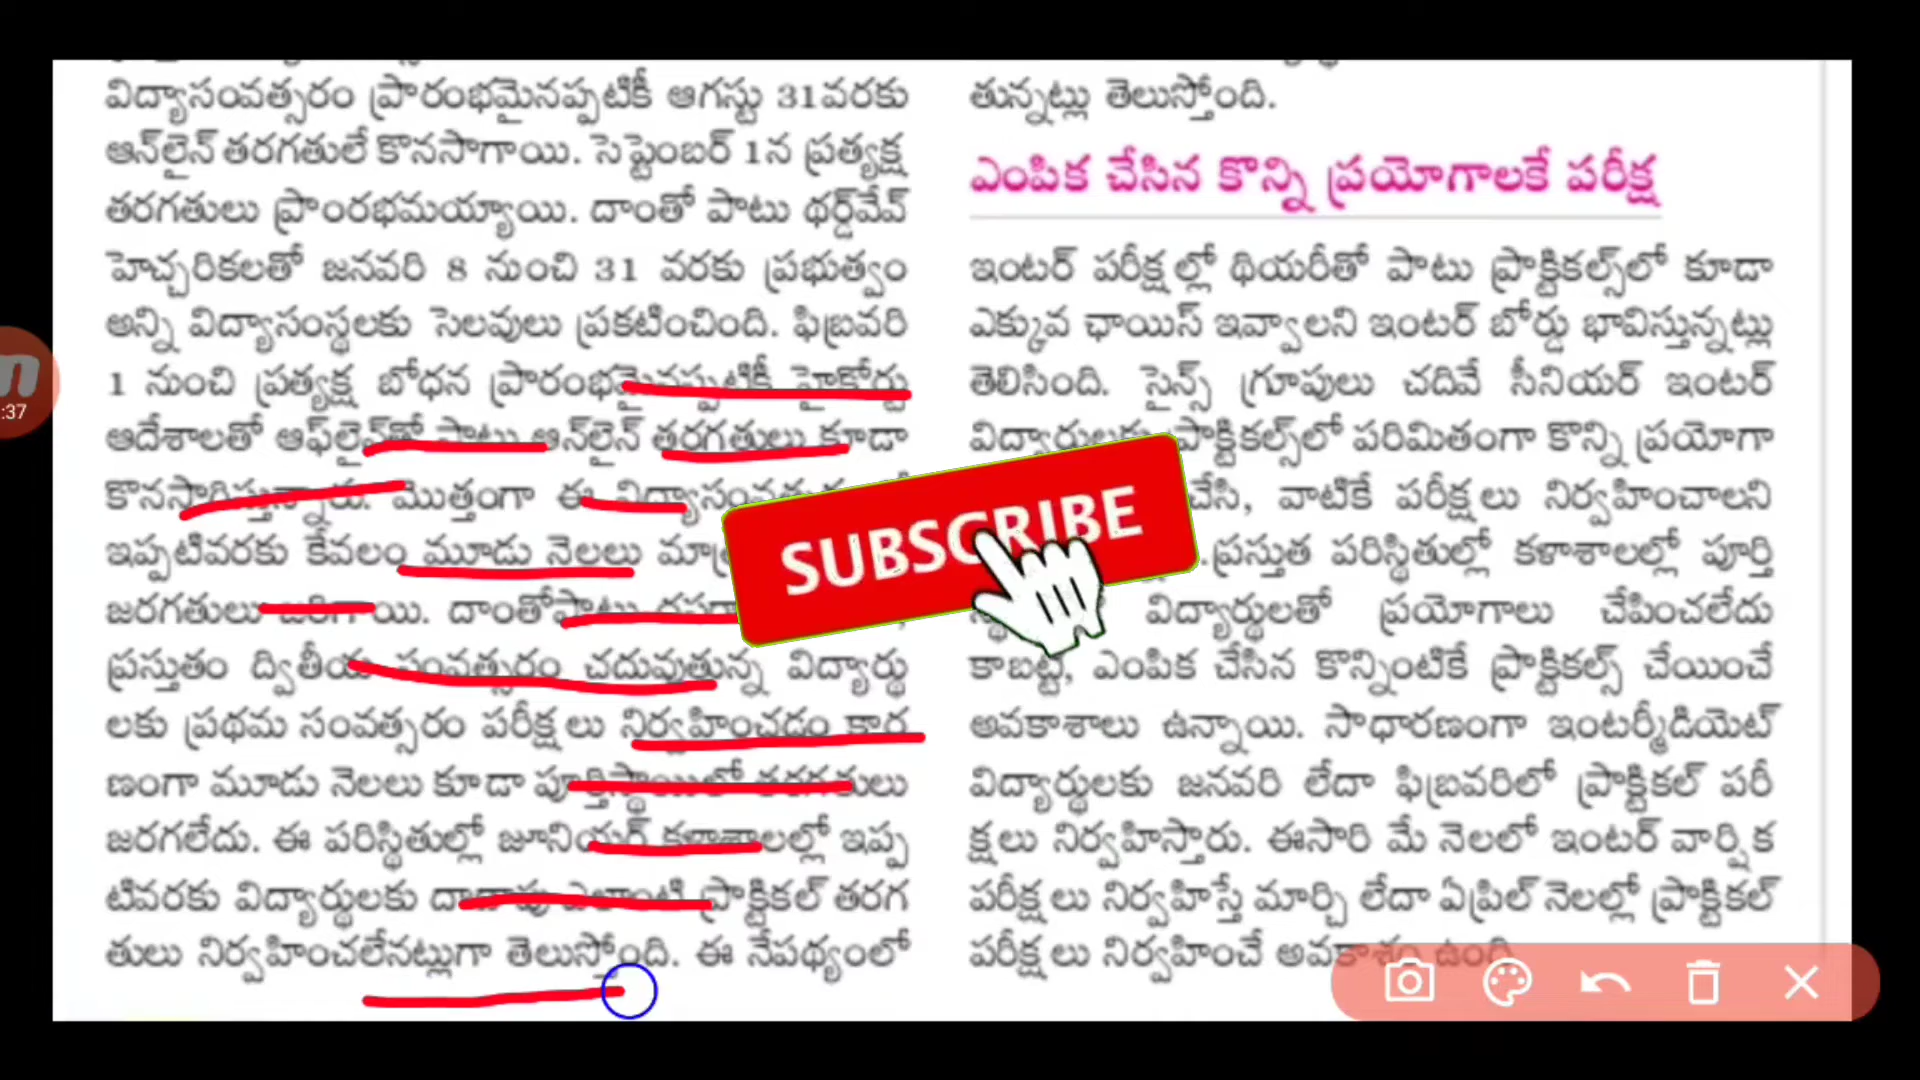 విద్యాసంవత్సరం ప్రారంభమైనప్పటికీ ఆగస్టు 31వరకు
ఆన్‌లైన్ తరగతులే కొనసాగాయి. సెప్టెంబర్ 1న ప్రత్యక్ష
తరగతులు ప్రాంరభమయ్యాయి. దాంతో పాటు థర్డ్‌వేవ్
హెచ్చరికలతో జనవరి 8 నుంచి 31 వరకు ప్రభుత్వం
అన్ని విద్యాసంస్థలకు సెలవులు ప్రకటించింది. ఫిబ్రవరి
1 నుంచి ప్రత్యక్ష బోధన ప్రారంభమైనప్పటికీ హైకోర్టు
ఆదేశాలతో ఆఫ్‌లైన్‌తో పాటు ఆన్‌లైన్ తరగతులు కూడా
కొనసాగిస్తున్నారు. మొత్తంగా ఈ
ఇప్పటివరకు కేవలం మూడు నెలలు
జరగతులు జరిగాయి. దాంతోపాటు
ప్రస్తుతం ద్వితీయ సంవత్సరం చదువుతున్న విద్యార్థు
లకు ప్రథమ సంవత్సరం పరీక్షలు నిర్వహించడం కార
ణంగా మూడు నెలలు కూడా పూర్తిస్థాయిలో తరగతులు
జరగలేదు. ఈ పరిస్థితుల్లో జూనియర్ కళాశాలల్లో ఇప్ప
టివరకు విద్యార్థులకు దాదాపు ఎలాంటి ప్రాక్టికల్ తరగ
తులు నిర్వహించలేనట్లుగా తెలుస్తోంది. ఈ నేపథ్యంలో
తున్నట్లు తెలుస్తోంది.
ఎంపిక చేసిన కొన్ని ప్రయోగాలకే పరీక్ష
ఇంటర్ పరీక్షల్లో థియరీతో పాటు ప్రాక్టికల్స్‌లో కూడా
ఎక్కువ ఛాయిస్ ఇవ్వాలని ఇంటర్ బోర్డు భావిస్తున్నట్లు
తెలిసింది. సైన్స్ గ్రూపులు చదివే సీనియర్ ఇంటర్
విద్యార్థులకు ప్రాక్టికల్స్‌లో పరిమితంగా కొన్ని ప్రయోగా
చేసి, వాటికే పరీక్షలు నిర్వహించాలని
ప్రస్తుత పరిస్థితుల్లో కళాశాలల్లో పూర్తి
విద్యార్థులతో ప్రయోగాలు చేపించలేదు
కాబట్టి, ఎంపిక చేసిన కొన్నింటికే ప్రాక్టికల్స్ చేయించే
అవకాశాలు ఉన్నాయి. సాధారణంగా ఇంటర్మీడియెట్
విద్యార్థులకు జనవరి లేదా ఫిబ్రవరిలో ప్రాక్టికల్ పరీ
క్షలు నిర్వహిస్తారు. ఈసారి మే నెలలో ఇంటర్ వార్షిక
పరీక్షలు నిర్వహిస్తే మార్చి లేదా ఏప్రిల్ నెలల్లో ప్రాక్టికల్
పరీక్షలు నిర్వహించే అవకాశం ఉంది
SUBSCRIBE
:37